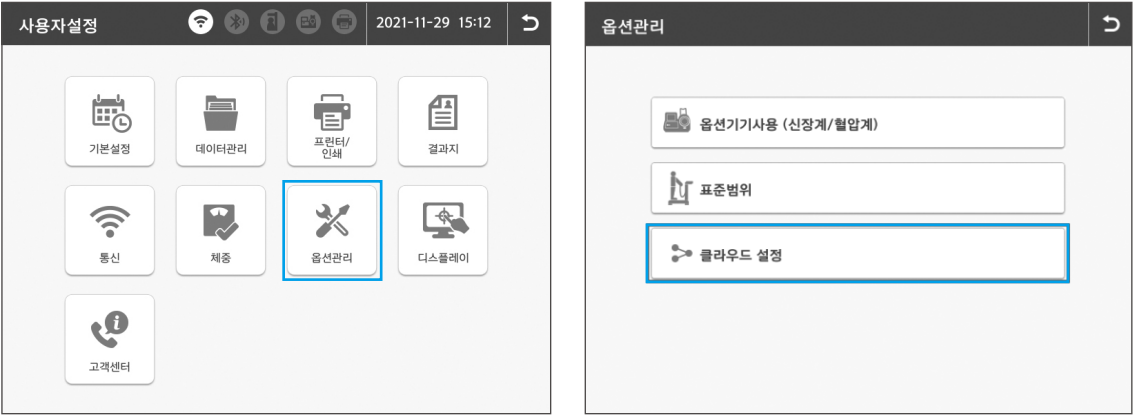 사용자설정
2021-11-29 15:12
기본설정
데이터관리
프린터/
인쇄
결과지
통신
체중
옵션관리
디스플레이
고객센터
옵션관리
옵션기기사용 (신장계/혈압계)
표준범위
클라우드 설정